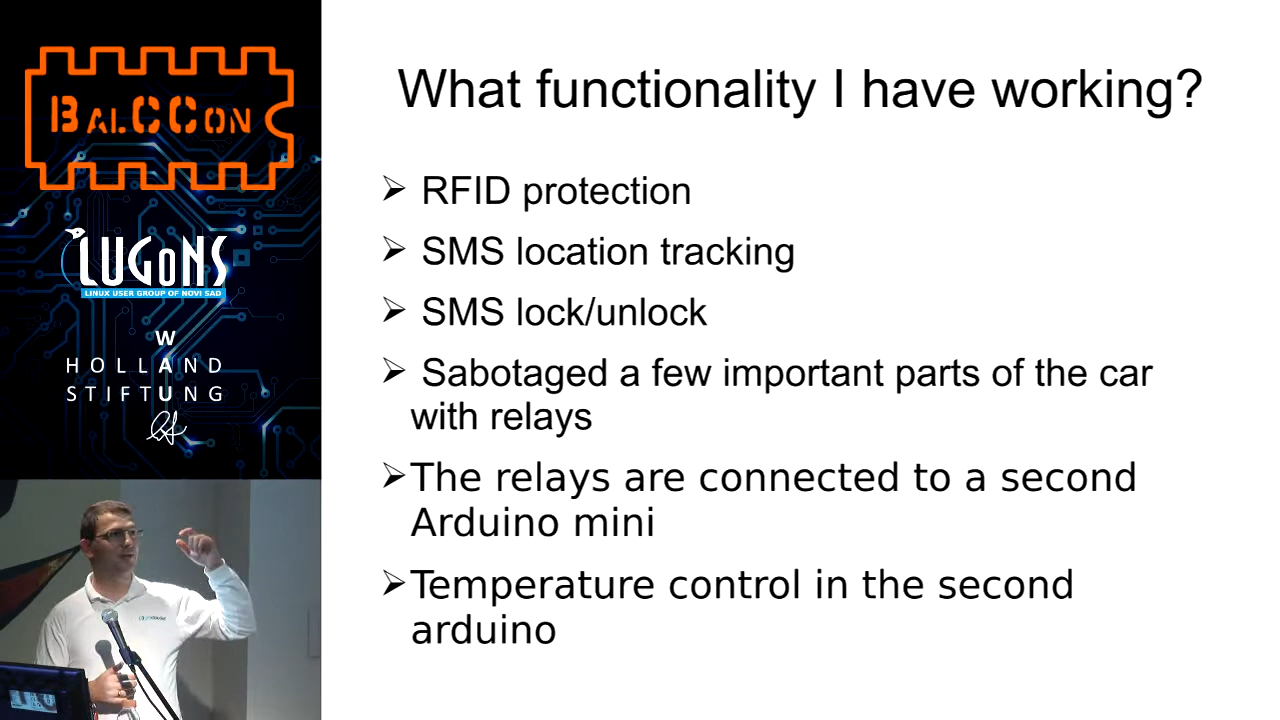 BALCCON
LUGONS
LINUX USER GROUP OF NOVI SAD
W
HOLLAND
STIFTUNG
What functionality I have working?
➢ RFID protection
➢ SMS location tracking
➢ SMS lock/unlock
➢ Sabotaged a few important parts of the car
with relays
➢The relays are connected to a second
Arduino mini
➢Temperature control in the second
arduino